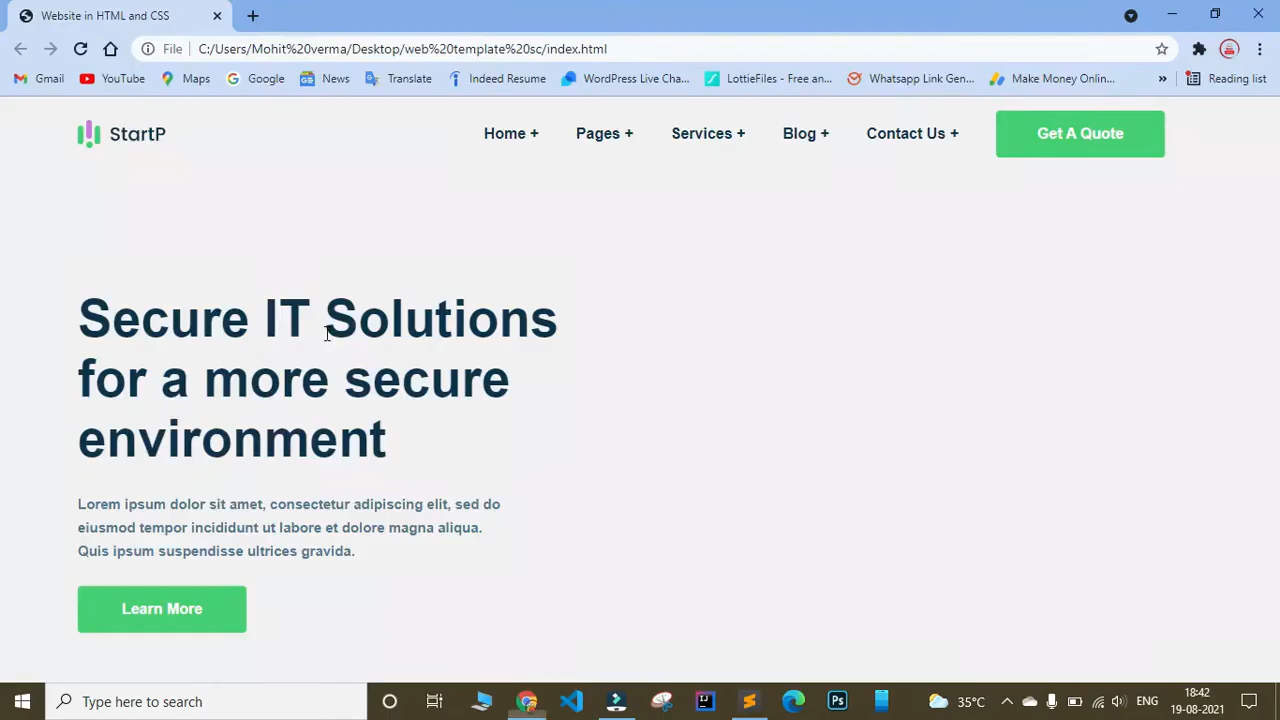 Website in HTML and CSS
File
C:/Users/Mohit%20verma/Desktop/web%20template%20sc/index.html
Gmail
YouTube
Maps
Google
News
Translate
Indeed Resume
WordPress Live Cha...
LottieFiles - Free an...
Whatsapp Link Gen...
Make Money Onlin...
»
Reading list
StartP
Home +
Pages +
Services +
Blog +
Contact Us +
Get A Quote
Secure IT Solutions
for a more secure
environment
Lorem ipsum dolor sit amet, consectetur adipiscing elit, sed do
eiusmod tempor incididunt ut labore et dolore magna aliqua.
Quis ipsum suspendisse ultrices gravida.
Learn More
Type here to search
IJ
Ps
35°C
ENG
18:42
19-08-2021